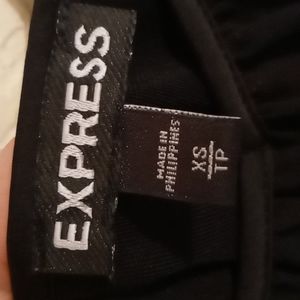 EXPRESS
MADE IN
PHILIPPINES
XS
TP